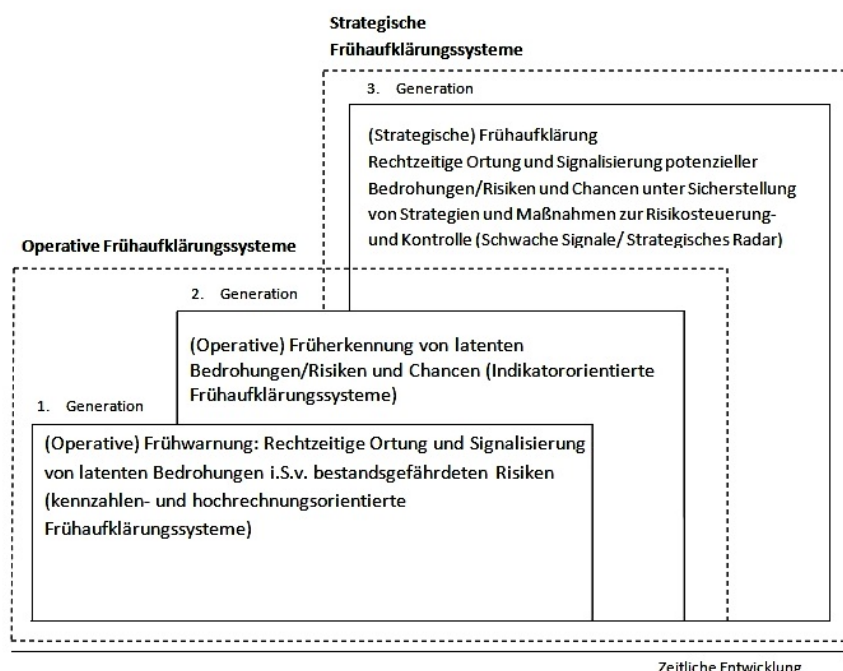 Strategische
Frühaufklärungssysteme
3. Generation
(Strategische) Frühaufklärung
Rechtzeitige Ortung und Signalisierung potenzieller
Bedrohungen/Risiken und Chancen unter Sicherstellung
von Strategien und Maßnahmen zur Risikosteuerung-
und Kontrolle (Schwache Signale/ Strategisches Radar)
Operative Frühaufklärungssysteme
2. Generation
(Operative) Früherkennung von latenten
Bedrohungen/Risiken und Chancen (Indikatororientierte
Frühaufklärungssysteme)
1. Generation
(Operative) Frühwarnung: Rechtzeitige Ortung und Signalisierung
von latenten Bedrohungen i.S.v. bestandsgefährdeten Risiken
(kennzahlen- und hochrechnungsorientierte
Frühaufklärungssysteme)
Zeitliche Entwicklung